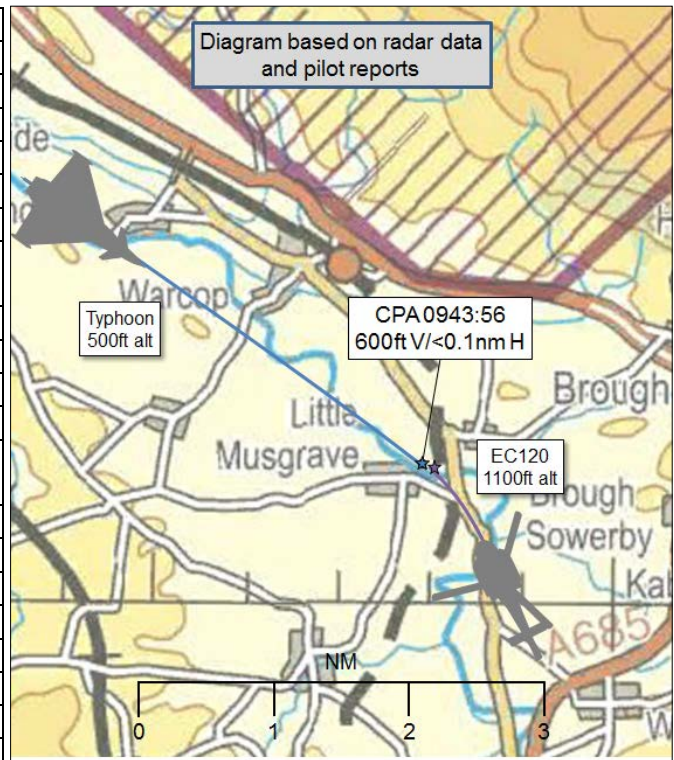 Diagram based on radar data
and pilot reports
Warcop
Typhoon
500ft alt
CPA 0943:56
600ft V/<0.1nm H
Brough
Little
Musgrave
EC120
1100ft alt
Brough
Sowerby
A685
NM
0 1 2 3